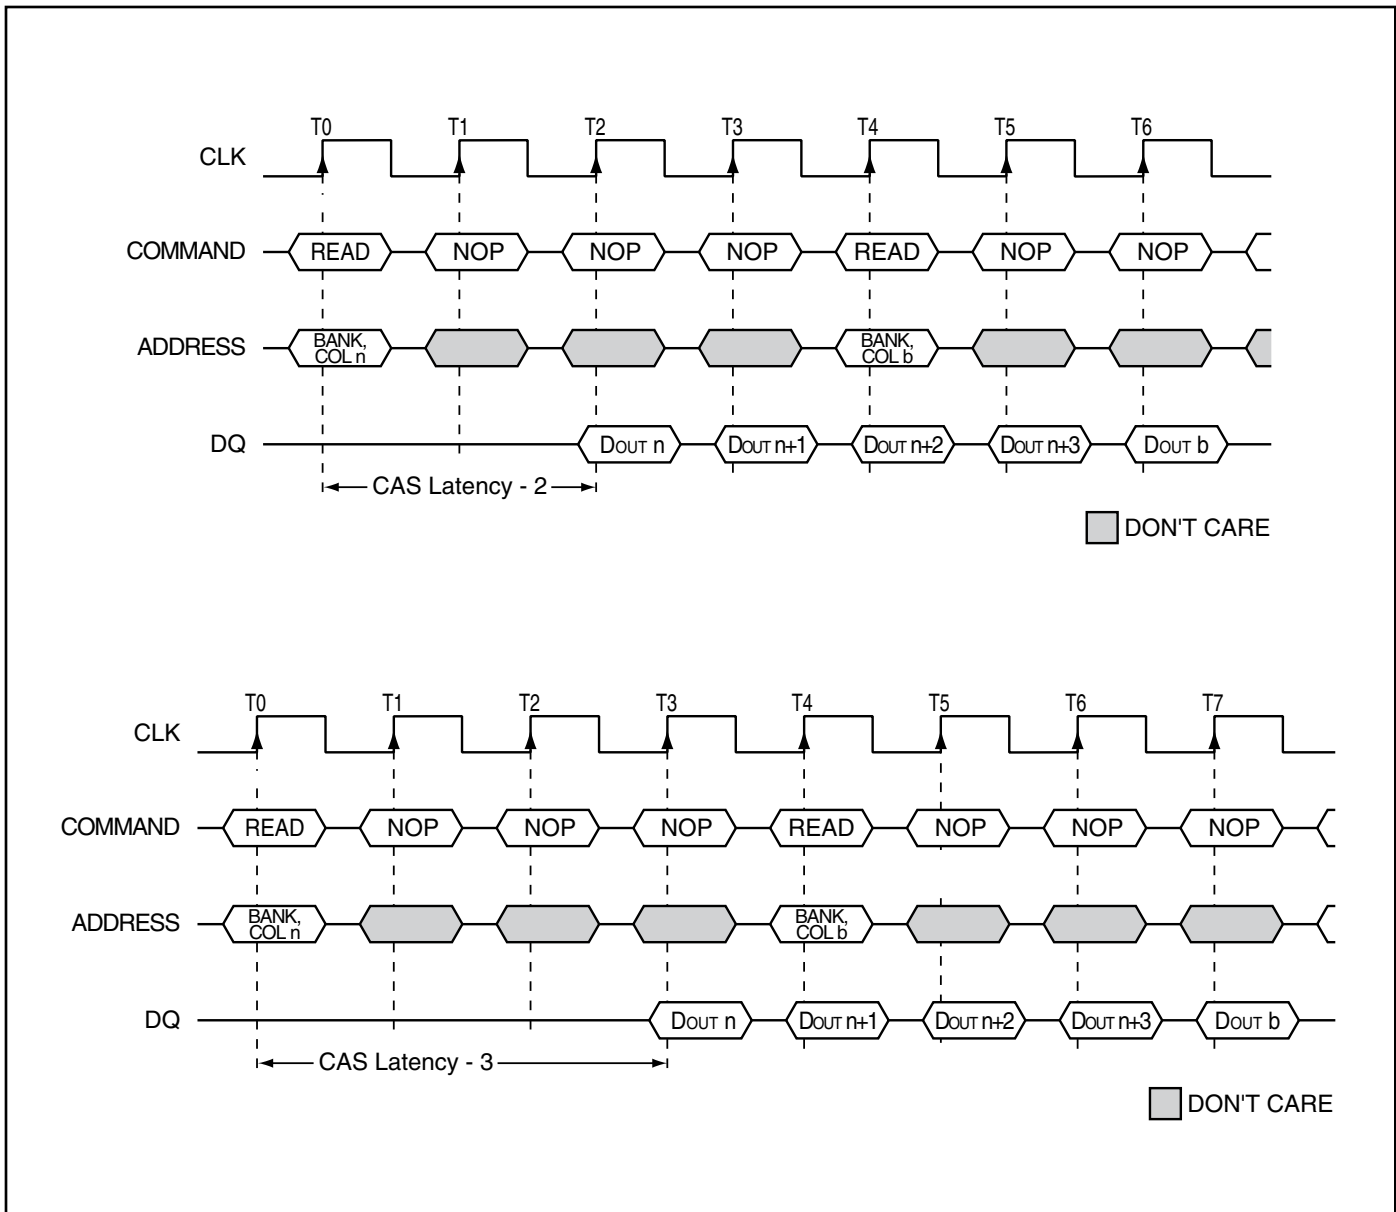 T0 T1 T2 T3 T4 T5 T6
CLK
COMMAND READ NOP NOP NOP READ NOP NOP
ADDRESS BANK, COL n BANK, COL b
DQ DOUT n DOUT n+1 DOUT n+2 DOUT n+3 DOUT b
CAS Latency - 2
DON'T CARE
T0 T1 T2 T3 T4 T5 T6 T7
CLK
COMMAND READ NOP NOP NOP READ NOP NOP NOP
ADDRESS BANK, COL n BANK, COL b
DQ DOUT n DOUT n+1 DOUT n+2 DOUT n+3 DOUT b
CAS Latency - 3
DON'T CARE